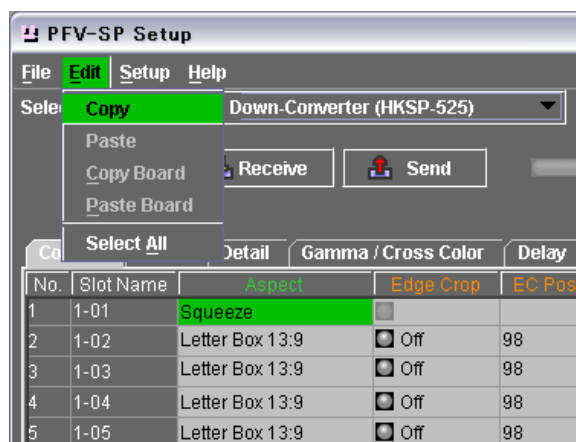 PFV-SP Setup
File Edit Setup Help
Down-Converter (HKSP-525)
Copy
Paste
Copy Board
Paste Board
Select All
Receive Send
Detail Gamma / Cross Color Delay
No. Slot Name Aspect Edge Crop EC Pos
1 1-01 Squeeze
2 1-02 Letter Box 13:9 Off 98
3 1-03 Letter Box 13:9 Off 98
4 1-04 Letter Box 13:9 Off 98
5 1-05 Letter Box 13:9 Off 98